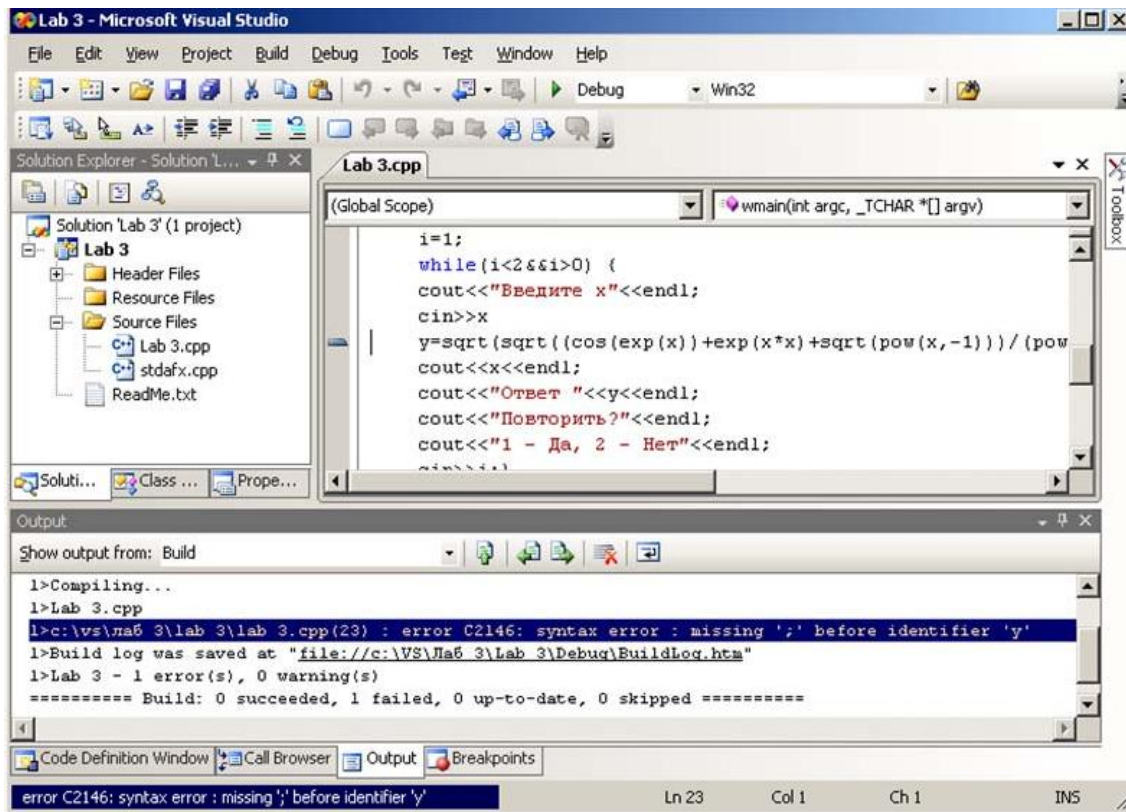 Lab 3 - Microsoft Visual Studio
File Edit View Project Build Debug Tools Test Window Help
Debug Win32
Solution Explorer - Solution 'L...
Solution 'Lab 3' (1 project)
Lab 3
Header Files
Resource Files
Source Files
Lab 3.cpp
stdafx.cpp
ReadMe.txt
Soluti... Class ... Prope...
Lab 3.cpp
(Global Scope) wmain(int argc, _TCHAR *[] argv)
i=1;
while(i<2&&i>0) {
cout<<"Введите x"<<endl;
cin>>x
y=sqrt(sqrt((cos(exp(x))+exp(x*x)+sqrt(pow(x,-1)))/(pow
cout<<x<<endl;
cout<<"Ответ "<<y<<endl;
cout<<"Повторить?"<<endl;
cout<<"1 - Да, 2 - Нет"<<endl;
Toolbox
Output
Show output from: Build
1>Compiling...
1>Lab 3.cpp
1>c:\vs\лаб 3\lab 3\lab 3.cpp(23) : error C2146: syntax error : missing ';' before identifier 'y'
1>Build log was saved at "file://c:\VS\Лаб 3\Lab 3\Debug\BuildLog.htm"
1>Lab 3 - 1 error(s), 0 warning(s)
========== Build: 0 succeeded, 1 failed, 0 up-to-date, 0 skipped ==========
Code Definition Window Call Browser Output Breakpoints
error C2146: syntax error : missing ';' before identifier 'y' Ln 23 Col 1 Ch 1 INS